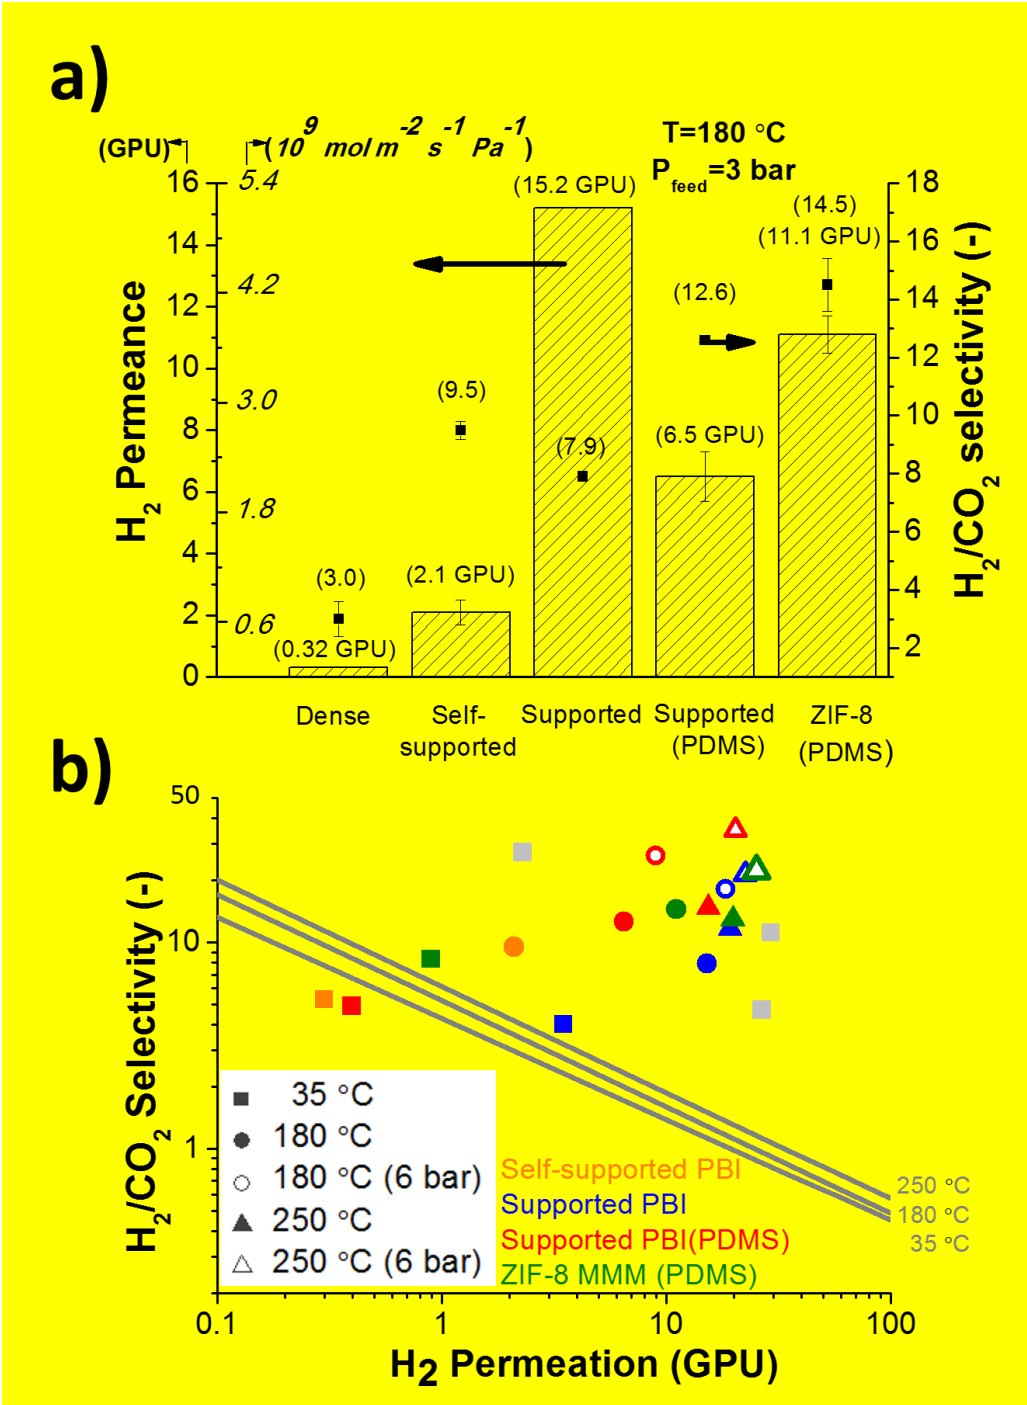 a)
(GPU)
(10^9 mol m^-2 s^-1 Pa^-1)
T=180 °C
P_feed=3 bar
16
14
12
10
8
6
4
2
0
5.4
4.2
3.0
1.8
0.6
H2 Permeance
(3.0)
(0.32 GPU)
(9.5)
(2.1 GPU)
(15.2 GPU)
(7.9)
(12.6)
(6.5 GPU)
(14.5)
(11.1 GPU)
18
16
14
12
10
8
6
4
2
H2/CO2 selectivity (-)
Dense
Self-
supported
Supported
Supported
(PDMS)
ZIF-8
(PDMS)
b)
50
10
1
H2/CO2 Selectivity (-)
35 °C
180 °C
180 °C (6 bar)
250 °C
250 °C (6 bar)
Self-supported PBI
Supported PBI
Supported PBI(PDMS)
ZIF-8 MMM (PDMS)
250 °C
180 °C
35 °C
0.1
1
10
100
H2 Permeation (GPU)